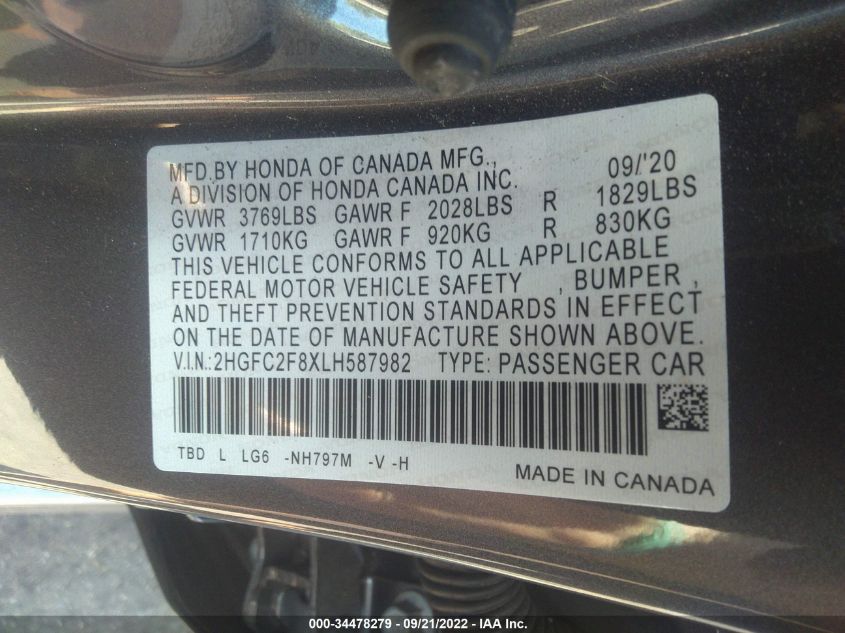 MFD.BY HONDA OF CANADA MFG., 09/'20
A DIVISION OF HONDA CANADA INC.
GVWR 3769LBS GAWR F 2028LBS R 1829LBS
GVWR 1710KG GAWR F 920KG R 830KG
THIS VEHICLE CONFORMS TO ALL APPLICABLE
FEDERAL MOTOR VEHICLE SAFETY , BUMPER ,
AND THEFT PREVENTION STANDARDS IN EFFECT
ON THE DATE OF MANUFACTURE SHOWN ABOVE.
V.I.N.:2HGFC2F8XLH587982 TYPE: PASSENGER CAR
TBD L LG6 -NH797M -V -H
MADE IN CANADA
000-34478279 - 09/21/2022 - IAA Inc.